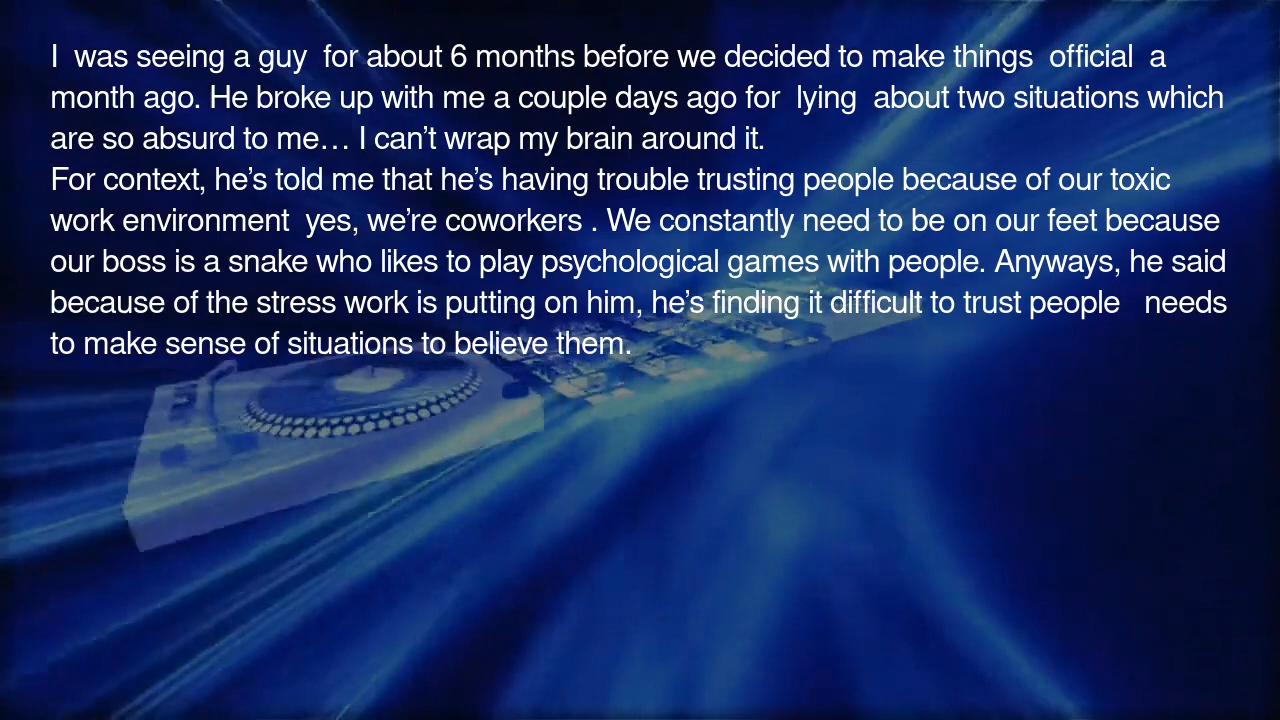 I was seeing a guy for about 6 months before we decided to make things official a
month ago. He broke up with me a couple days ago for lying about two situations which
are so absurd to me… I can’t wrap my brain around it.
For context, he’s told me that he’s having trouble trusting people because of our toxic
work environment yes, we’re coworkers . We constantly need to be on our feet because
our boss is a snake who likes to play psychological games with people. Anyways, he said
because of the stress work is putting on him, he’s finding it difficult to trust people needs
to make sense of situations to believe them.